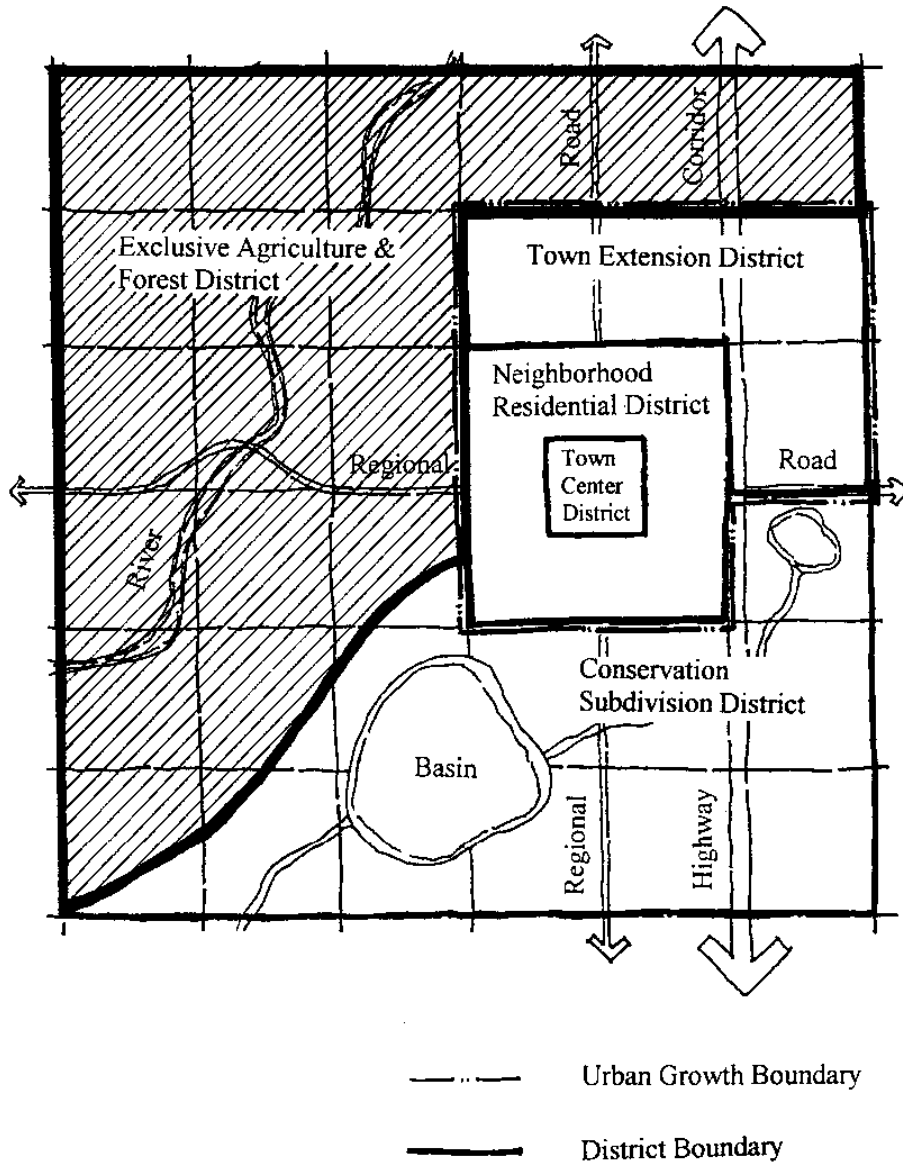 Road
Corridor
Exclusive Agriculture &
Forest District
Town Extension District
Neighborhood
Residential District
Regional
Road
Town
Center
District
River
Conservation
Subdivision District
Basin
Regional
Highway
Urban Growth Boundary
District Boundary